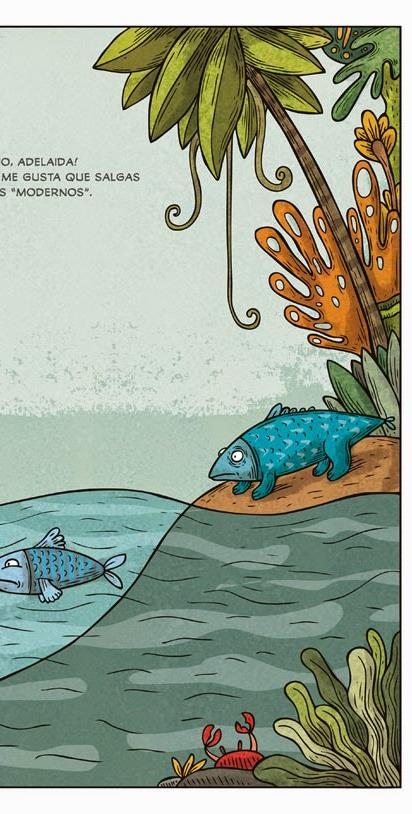 O, ADELAIDA!
ME GUSTA QUE SALGAS
S "MODERNOS".